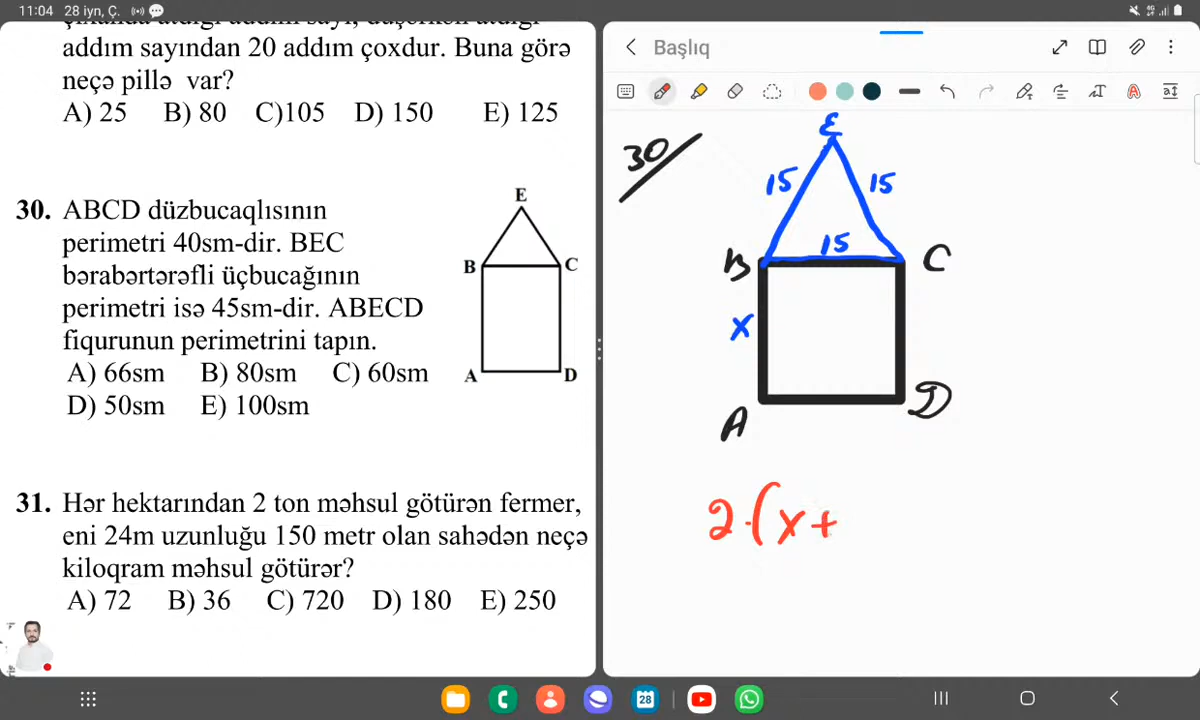 11:04 28 iyn, Ç.
addım sayından 20 addım çoxdur. Buna görə
neçə pillə var?
A) 25 B) 80 C)105 D) 150 E) 125
30. ABCD düzbucaqlısının
perimetri 40sm-dir. BEC
bərabərtərəfli üçbucağının
perimetri isə 45sm-dir. ABECD
fiqurunun perimetrini tapın.
A) 66sm B) 80sm C) 60sm
D) 50sm E) 100sm
E
B C
A D
31. Hər hektarından 2 ton məhsul götürən fermer,
eni 24m uzunluğu 150 metr olan sahədən neçə
kiloqram məhsul götürər?
A) 72 B) 36 C) 720 D) 180 E) 250
Başlıq
30
E
15 15
15
B C
x
A D
2·(x+
28